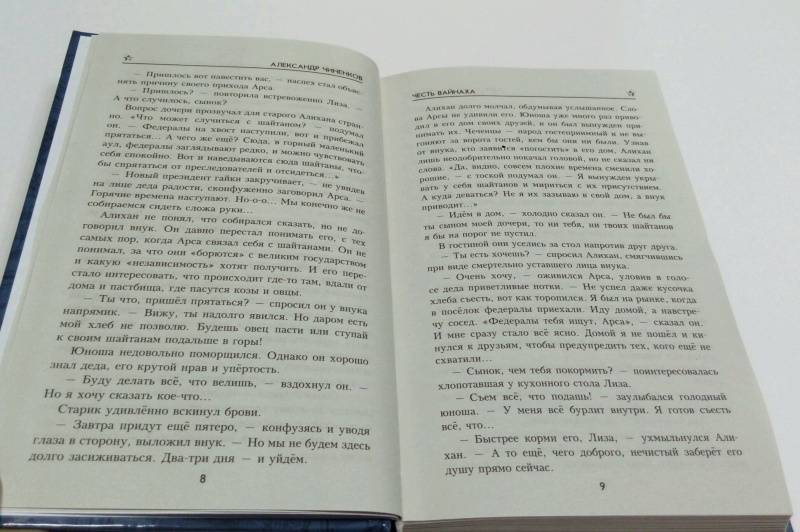 АЛЕКСАНДР ЧИНЕНКОВ
— Пришлось вот навестить вас, — наспех стал объяс-
нять причину своего прихода Арса.
— Пришлось? — повторила встревоженно Лиза. —
А что случилось, сынок?
Вопрос дочери прозвучал для старого Алихана стран-
но. «Что может случиться с шайтаном? — подумал
он. — Федералы на хвост наступили, вот и прибежал
прятаться... А чего же ещё? Сюда, в горный маленький
аул, федералы заглядывают редко, и можно чувствовать
себя спокойно. Вот и наведываются сюда шайтаны, что-
бы спрятаться от преследователей и отсидеться...»
— Новый президент гайки закручивает, — не увидев
на лице деда радости, сконфуженно заговорил Арса. —
Горячие времена наступают. Но-о-о... Мы конечно же не
собираемся сидеть сложа руки...
Алихан не понял, что собирался сказать, но не до-
говорил внук. Он давно перестал понимать его, с тех
самых пор, когда Арса связал себя с шайтанами. Он не
понимал, за что они «борются» с великим государством
и какую «независимость» хотят получить. И его пере-
стало интересовать, что происходит где-то там, вдали от
дома и пастбища, где пасутся козы и овцы.
— Ты что, пришёл прятаться? — спросил он у внука
напрямик. — Вижу, ты надолго явился. Но даром есть
мой хлеб не позволю. Будешь овец пасти или ступай
к своим шайтанам подальше в горы!
Юноша недовольно поморщился. Однако он хорошо
знал деда, его крутой нрав и упёртость.
— Буду делать всё, что велишь, — вздохнул он. —
Но я хочу сказать кое-что...
Старик удивлённо вскинул брови.
— Завтра придут ещё пятеро, — конфузясь и уводя
глаза в сторону, выложил внук. — Но мы не будем здесь
долго засиживаться. Два-три дня — и уйдём.
8
ЧЕСТЬ ВАЙНАХА
Алихан долго молчал, обдумывая услышанное. Сло-
ва Арсы не удивили его. Юноша уже много раз приво-
дил в его дом своих друзей, и он был вынужден прини-
мать их. Чеченцы — народ гостеприимный и не вы-
гоняют за ворота гостей, кем бы они ни были. Узнав
от внука, кто заявится «погостить» в его дом, Алихан
лишь неодобрительно покачал головой, но не сказал ни
слова. «Да, видно, совсем плохие времена сменили хо-
рошие, — с тоской подумал он. — Я вынужден укры-
вать у себя шайтанов и мириться с их присутствием.
А куда деваться? Не я их зазываю в свой дом, а внук
приводит...»
— Идём в дом, — холодно сказал он. — Не был бы
ты сыном моей дочери, то ни тебя, ни твоих шайтанов
я бы на порог не пустил.
В гостиной они уселись за стол напротив друг друга.
— Ты есть хочешь? — спросил Алихан, смягчившись
при виде смертельно уставшего лица внука.
— Очень хочу, — оживился Арса, уловив в голо-
се деда приветливые нотки. — Не успел даже кусочка
хлеба съесть, вот как торопился. Я был на рынке, когда
в посёлок федералы приехали. Иду домой, а навстре-
чу сосед. «Федералы тебя ищут, Арса», — сказал он.
И мне сразу стало всё ясно. Домой я не пошёл и ки-
нулся к друзьям, чтобы предупредить тех, кого ещё не
схватили...
— Сынок, чем тебя покормить? — поинтересовалась
хлопотавшая у кухонного стола Лиза.
— Съем всё, что подашь! — заулыбался голодный
юноша. — У меня всё бурлит внутри. Я готов съесть
всё, что...
— Быстрее корми его, Лиза, — ухмыльнулся Али-
хан. — А то ещё, чего доброго, нечистый заберёт его
душу прямо сейчас.
9